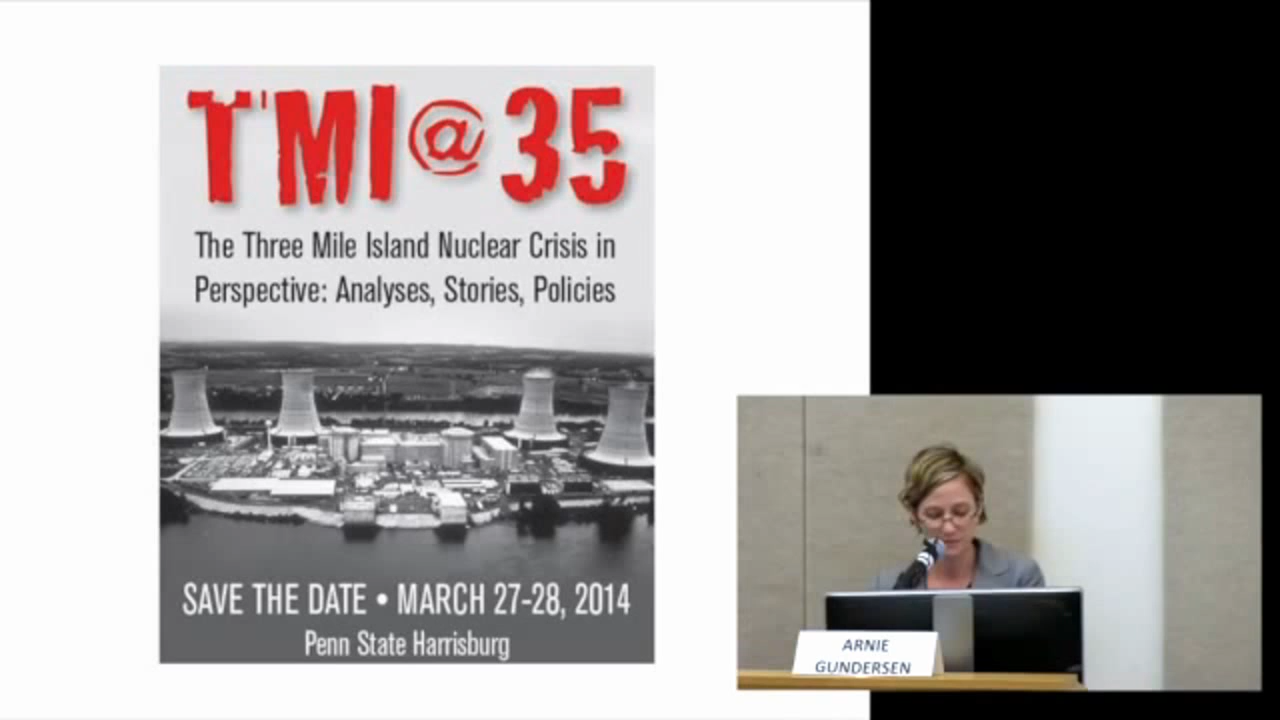 TMI@35
The Three Mile Island Nuclear Crisis in
Perspective: Analyses, Stories, Policies
SAVE THE DATE • MARCH 27-28, 2014
Penn State Harrisburg
ARNIE
GUNDERSEN